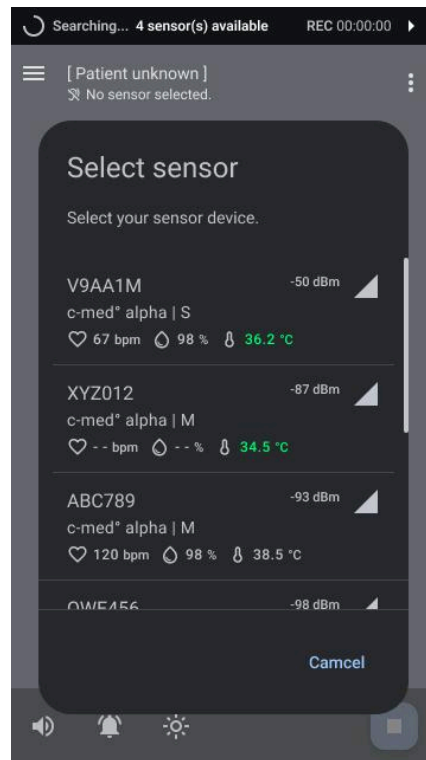 Searching... 4 sensor(s) available REC 00:00:00
[ Patient unknown ]
No sensor selected.
Select sensor
Select your sensor device.
V9AA1M -50 dBm
c-med° alpha | S
67 bpm 98 % 36.2 °C
XYZ012 -87 dBm
c-med° alpha | M
- - bpm - - % 34.5 °C
ABC789 -93 dBm
c-med° alpha | M
120 bpm 98 % 38.5 °C
QWE456 -98 dBm
Camcel